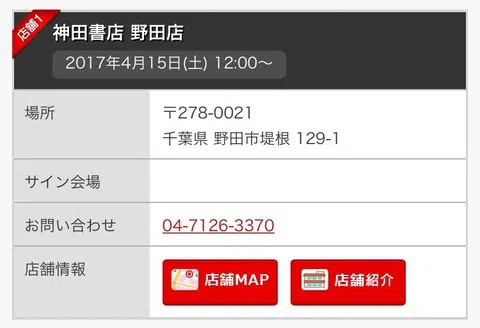 店舗1
神田書店 野田店
2017年4月15日(土) 12:00〜
場所
〒278-0021
千葉県 野田市堤根 129-1
サイン会場
お問い合わせ
04-7126-3370
店舗情報
店舗MAP
店舗紹介